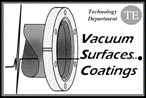 Technology
Department
TE
Vacuum
Surfaces..
Coatings